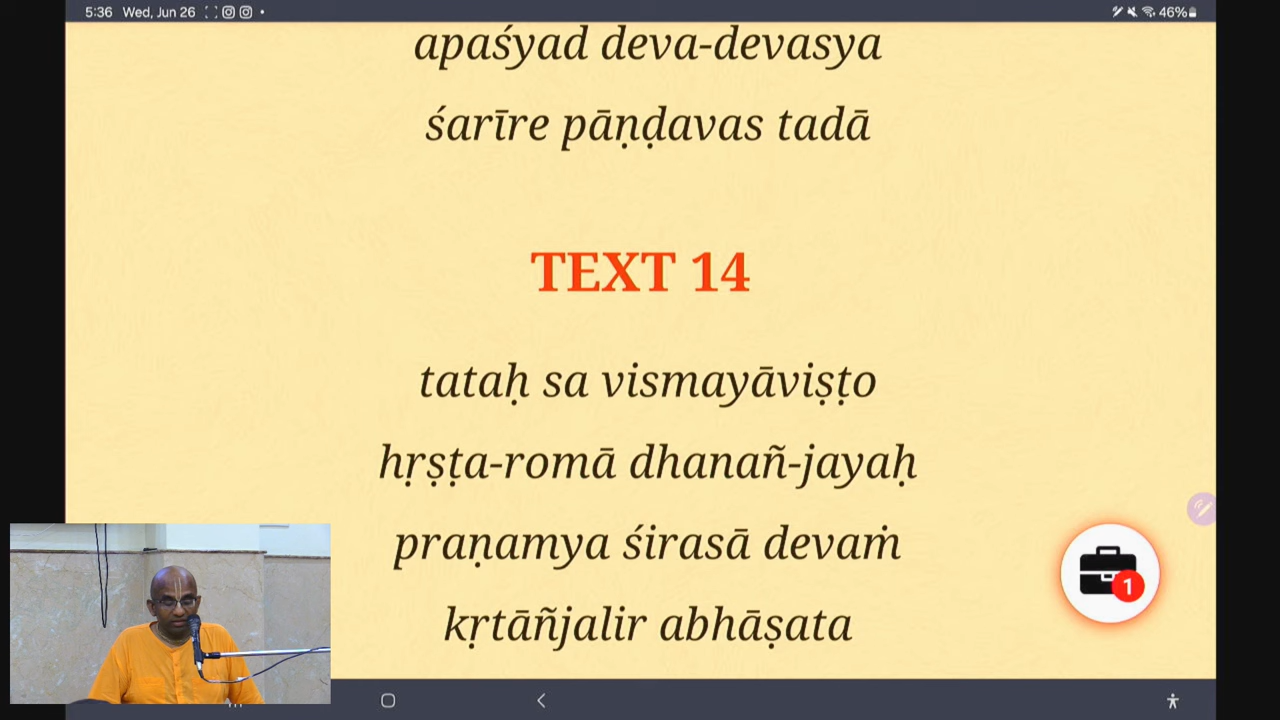 5:36 Wed, Jun 26 46%
apaśyad deva-devasya
śarīre pāṇḍavas tadā
TEXT 14
tataḥ sa vismayāviṣṭo
hṛṣṭa-romā dhanañ-jayaḥ
praṇamya śirasā devaṁ
kṛtāñjalir abhāṣata
1